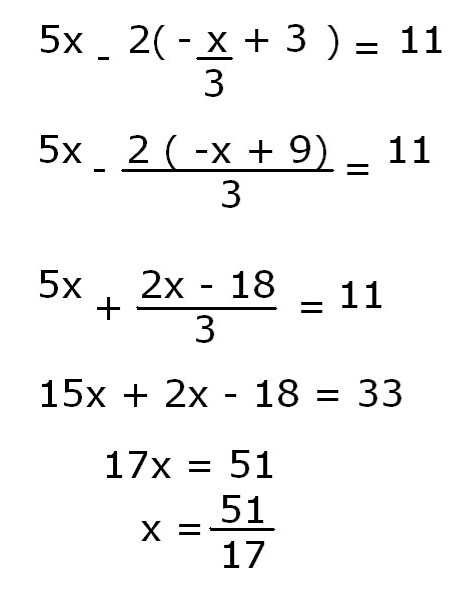 5x - 2( - x/3 + 3 ) = 11
5x - 2 ( -x + 9)/3 = 11
5x + 2x - 18/3 = 11
15x + 2x - 18 = 33
17x = 51
x = 51/17